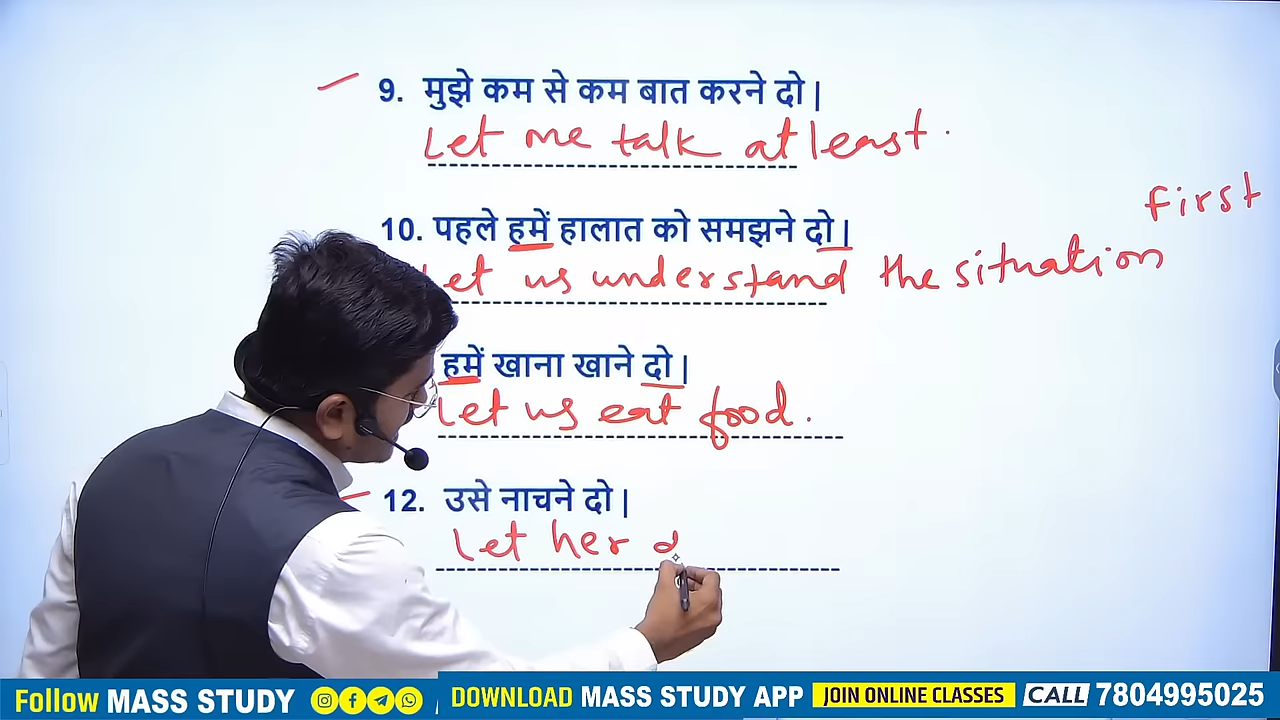 9. मुझे कम से कम बात करने दो |
Let me talk at least.
10. पहले हमें हालात को समझने दो |
Let us understand the situation first
हमें खाना खाने दो |
Let us eat food.
12. उसे नाचने दो |
Let her d
Follow MASS STUDY DOWNLOAD MASS STUDY APP JOIN ONLINE CLASSES CALL 7804995025